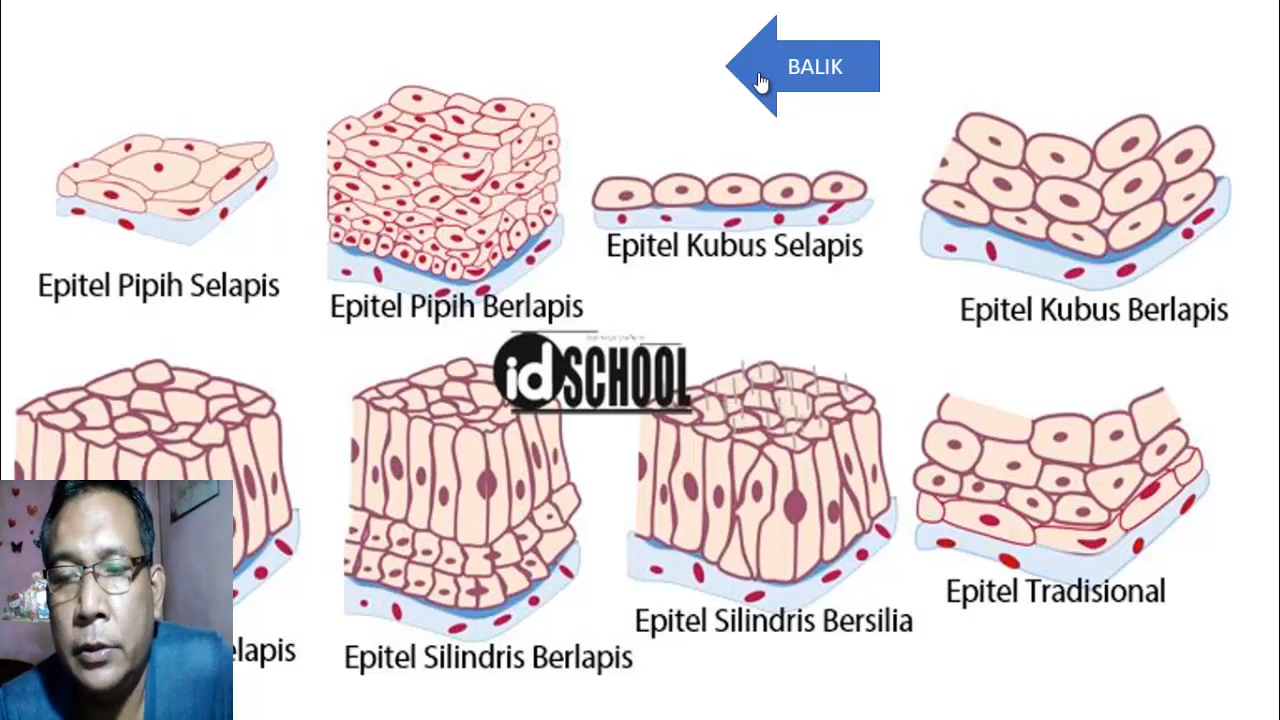 BALIK
Epitel Pipih Selapis
Epitel Pipih Berlapis
Epitel Kubus Selapis
Epitel Kubus Berlapis
idSCHOOL
elapis
Epitel Silindris Berlapis
Epitel Silindris Bersilia
Epitel Tradisional